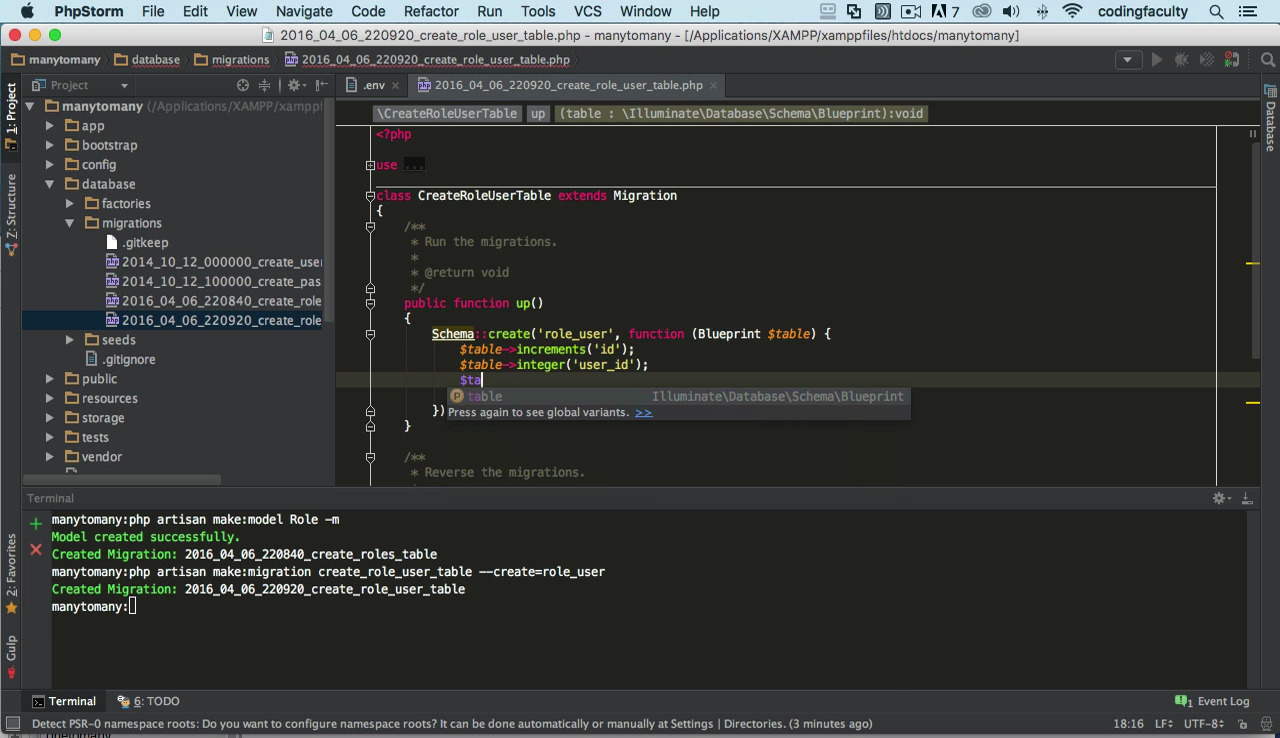 PhpStorm File Edit View Navigate Code Refactor Run Tools VCS Window Help 7 codingfaculty
2016_04_06_220920_create_role_user_table.php - manytomany - [/Applications/XAMPP/xamppfiles/htdocs/manytomany]
manytomany database migrations 2016_04_06_220920_create_role_user_table.php
Project
.env
2016_04_06_220920_create_role_user_table.php
1: Project
Z: Structure
2: Favorites
Gulp
Database
manytomany (/Applications/XAMPP/xampp
app
bootstrap
config
database
factories
migrations
.gitkeep
2014_10_12_000000_create_user
2014_10_12_100000_create_pas
2016_04_06_220840_create_role
2016_04_06_220920_create_role
seeds
.gitignore
public
resources
storage
tests
vendor
\CreateRoleUserTable up (table : \Illuminate\Database\Schema\Blueprint):void
<?php
use ...
class CreateRoleUserTable extends Migration
{
/**
* Run the migrations.
*
* @return void
*/
public function up()
{
Schema::create('role_user', function (Blueprint $table) {
$table->increments('id');
$table->integer('user_id');
$ta
table Illuminate\Database\Schema\Blueprint
Press again to see global variants. >>
})
}
/**
* Reverse the migrations.
Terminal
manytomany:php artisan make:model Role -m
Model created successfully.
Created Migration: 2016_04_06_220840_create_roles_table
manytomany:php artisan make:migration create_role_user_table --create=role_user
Created Migration: 2016_04_06_220920_create_role_user_table
manytomany:
Terminal 6: TODO 1 Event Log
Detect PSR-0 namespace roots: Do you want to configure namespace roots? It can be done automatically or manually at Settings | Directories. (3 minutes ago) 18:16 LF÷ UTF-8÷